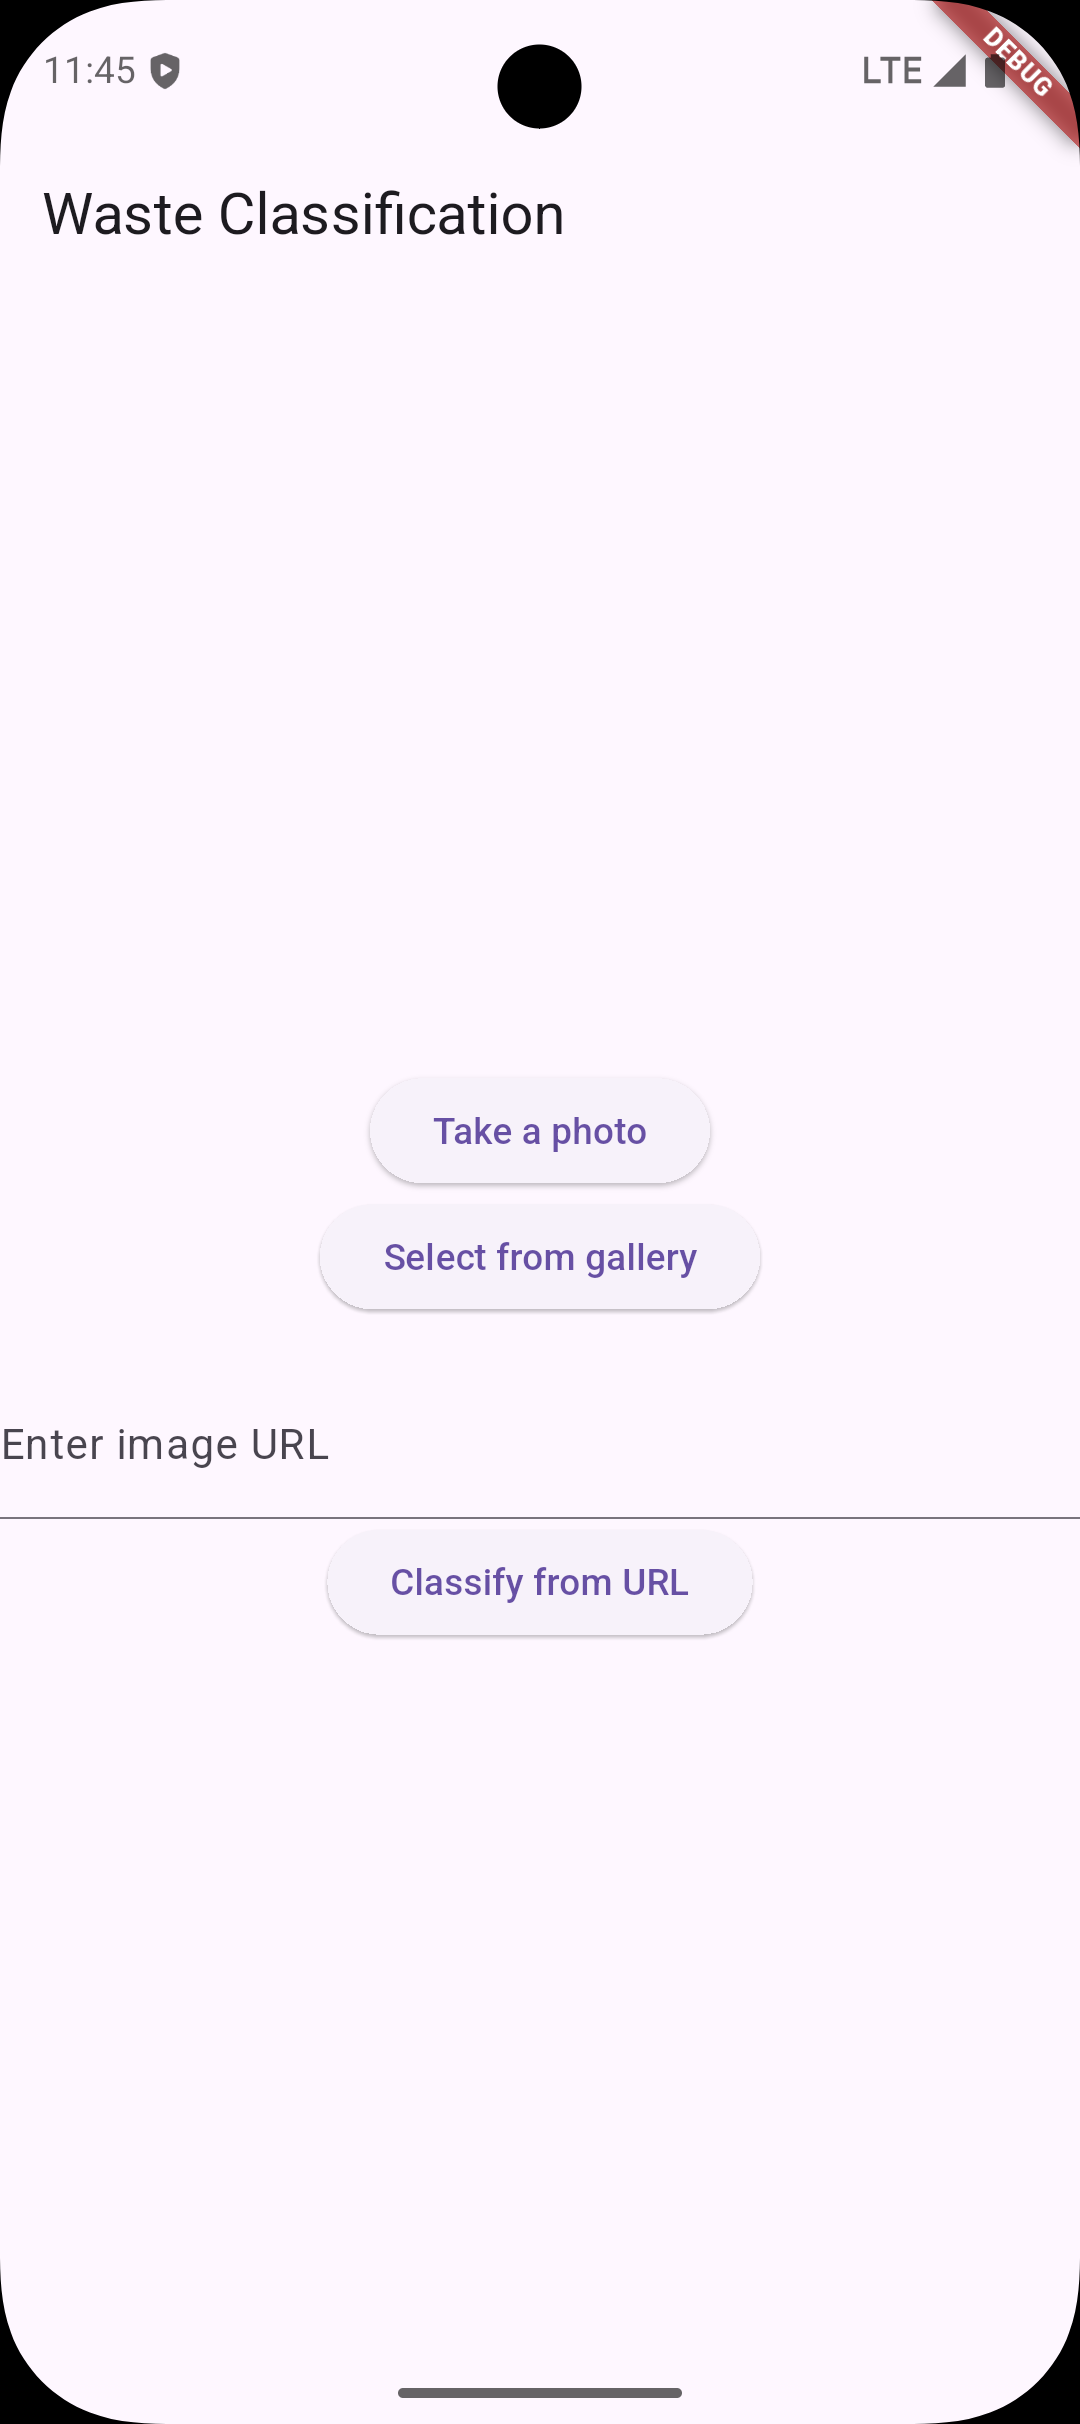 11:45
LTE
DEBUG
Waste Classification
Take a photo
Select from gallery
Enter image URL
Classify from URL